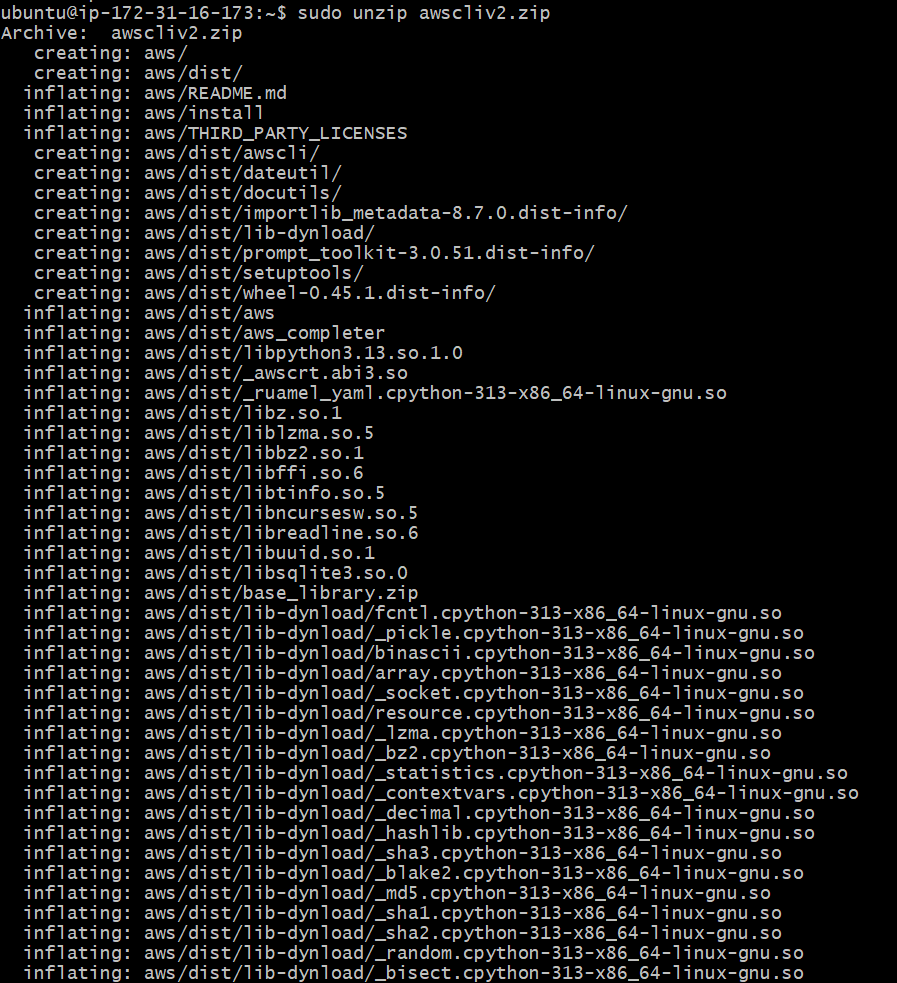 ubuntu@ip-172-31-16-173:~$ sudo unzip awscliv2.zip
Archive:  awscliv2.zip
   creating: aws/
   creating: aws/dist/
  inflating: aws/README.md
  inflating: aws/install
  inflating: aws/THIRD_PARTY_LICENSES
   creating: aws/dist/awscli/
   creating: aws/dist/dateutil/
   creating: aws/dist/docutils/
   creating: aws/dist/importlib_metadata-8.7.0.dist-info/
   creating: aws/dist/lib-dynload/
   creating: aws/dist/prompt_toolkit-3.0.51.dist-info/
   creating: aws/dist/setuptools/
   creating: aws/dist/wheel-0.45.1.dist-info/
  inflating: aws/dist/aws
  inflating: aws/dist/aws_completer
  inflating: aws/dist/libpython3.13.so.1.0
  inflating: aws/dist/_awscrt.abi3.so
  inflating: aws/dist/_ruamel_yaml.cpython-313-x86_64-linux-gnu.so
  inflating: aws/dist/libz.so.1
  inflating: aws/dist/liblzma.so.5
  inflating: aws/dist/libbz2.so.1
  inflating: aws/dist/libffi.so.6
  inflating: aws/dist/libtinfo.so.5
  inflating: aws/dist/libncursesw.so.5
  inflating: aws/dist/libreadline.so.6
  inflating: aws/dist/libuuid.so.1
  inflating: aws/dist/libsqlite3.so.0
  inflating: aws/dist/base_library.zip
  inflating: aws/dist/lib-dynload/fcntl.cpython-313-x86_64-linux-gnu.so
  inflating: aws/dist/lib-dynload/_pickle.cpython-313-x86_64-linux-gnu.so
  inflating: aws/dist/lib-dynload/binascii.cpython-313-x86_64-linux-gnu.so
  inflating: aws/dist/lib-dynload/array.cpython-313-x86_64-linux-gnu.so
  inflating: aws/dist/lib-dynload/_socket.cpython-313-x86_64-linux-gnu.so
  inflating: aws/dist/lib-dynload/resource.cpython-313-x86_64-linux-gnu.so
  inflating: aws/dist/lib-dynload/_lzma.cpython-313-x86_64-linux-gnu.so
  inflating: aws/dist/lib-dynload/_bz2.cpython-313-x86_64-linux-gnu.so
  inflating: aws/dist/lib-dynload/_statistics.cpython-313-x86_64-linux-gnu.so
  inflating: aws/dist/lib-dynload/_contextvars.cpython-313-x86_64-linux-gnu.so
  inflating: aws/dist/lib-dynload/_decimal.cpython-313-x86_64-linux-gnu.so
  inflating: aws/dist/lib-dynload/_hashlib.cpython-313-x86_64-linux-gnu.so
  inflating: aws/dist/lib-dynload/_sha3.cpython-313-x86_64-linux-gnu.so
  inflating: aws/dist/lib-dynload/_blake2.cpython-313-x86_64-linux-gnu.so
  inflating: aws/dist/lib-dynload/_md5.cpython-313-x86_64-linux-gnu.so
  inflating: aws/dist/lib-dynload/_sha1.cpython-313-x86_64-linux-gnu.so
  inflating: aws/dist/lib-dynload/_sha2.cpython-313-x86_64-linux-gnu.so
  inflating: aws/dist/lib-dynload/_random.cpython-313-x86_64-linux-gnu.so
  inflating: aws/dist/lib-dynload/_bisect.cpython-313-x86_64-linux-gnu.so